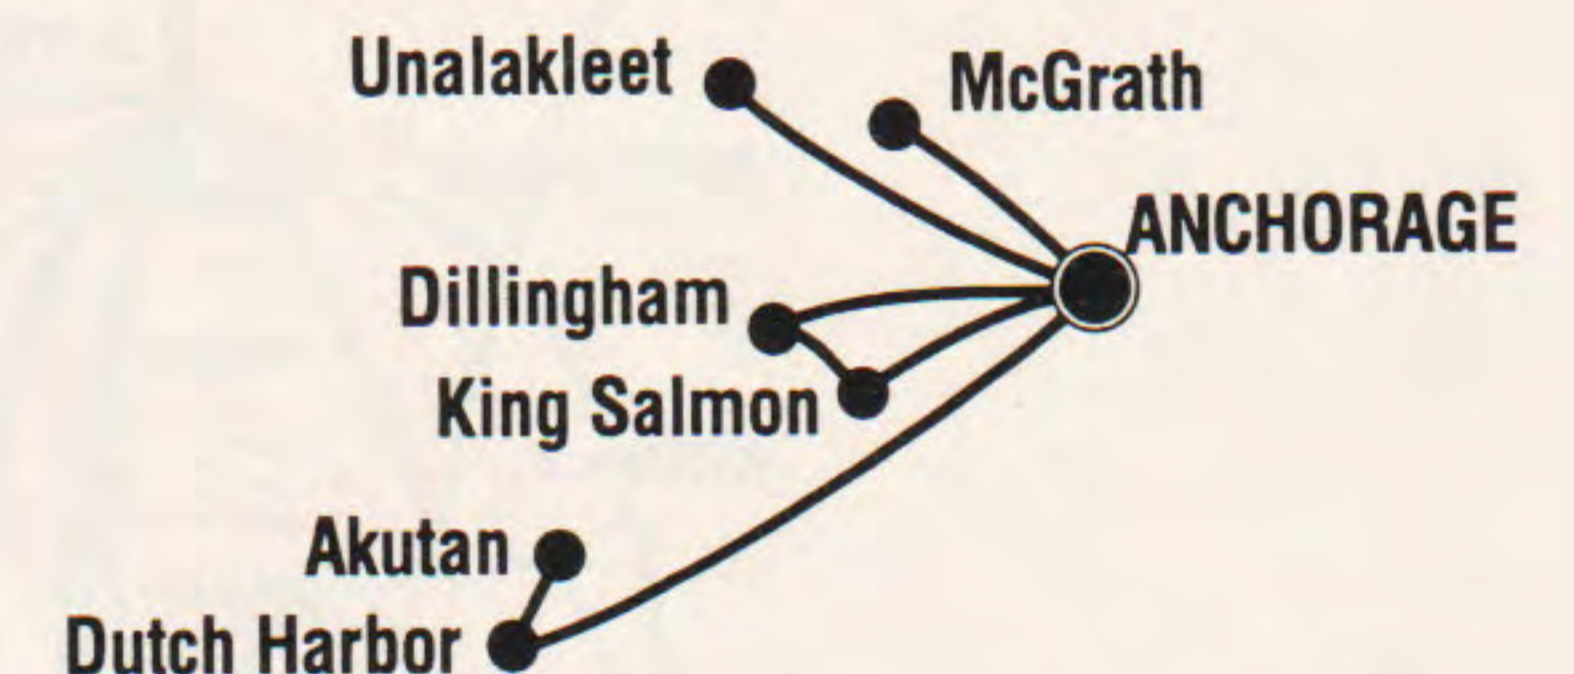 Unalakleet
McGrath
ANCHORAGE
Dillingham
King Salmon
Akutan
Dutch Harbor